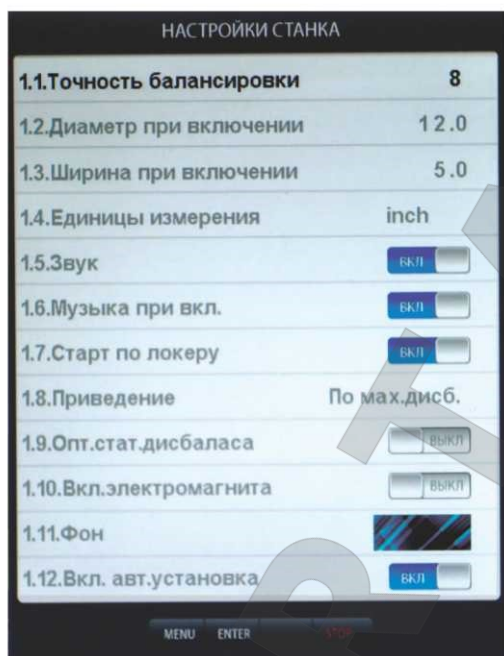 НАСТРОЙКИ СТАНКА
1.1.Точность балансировки 8
1.2.Диаметр при включении 12.0
1.3.Ширина при включении 5.0
1.4.Единицы измерения inch
1.5.Звук ВКЛ
1.6.Музыка при вкл. ВКЛ
1.7.Старт по локеру ВКЛ
1.8.Приведение По мах.дисб.
1.9.Опт.стат.дисбаласа ВЫКЛ
1.10.Вкл.электромагнита ВЫКЛ
1.11.Фон
1.12.Вкл. авт.установка ВКЛ
MENU ENTER STOP